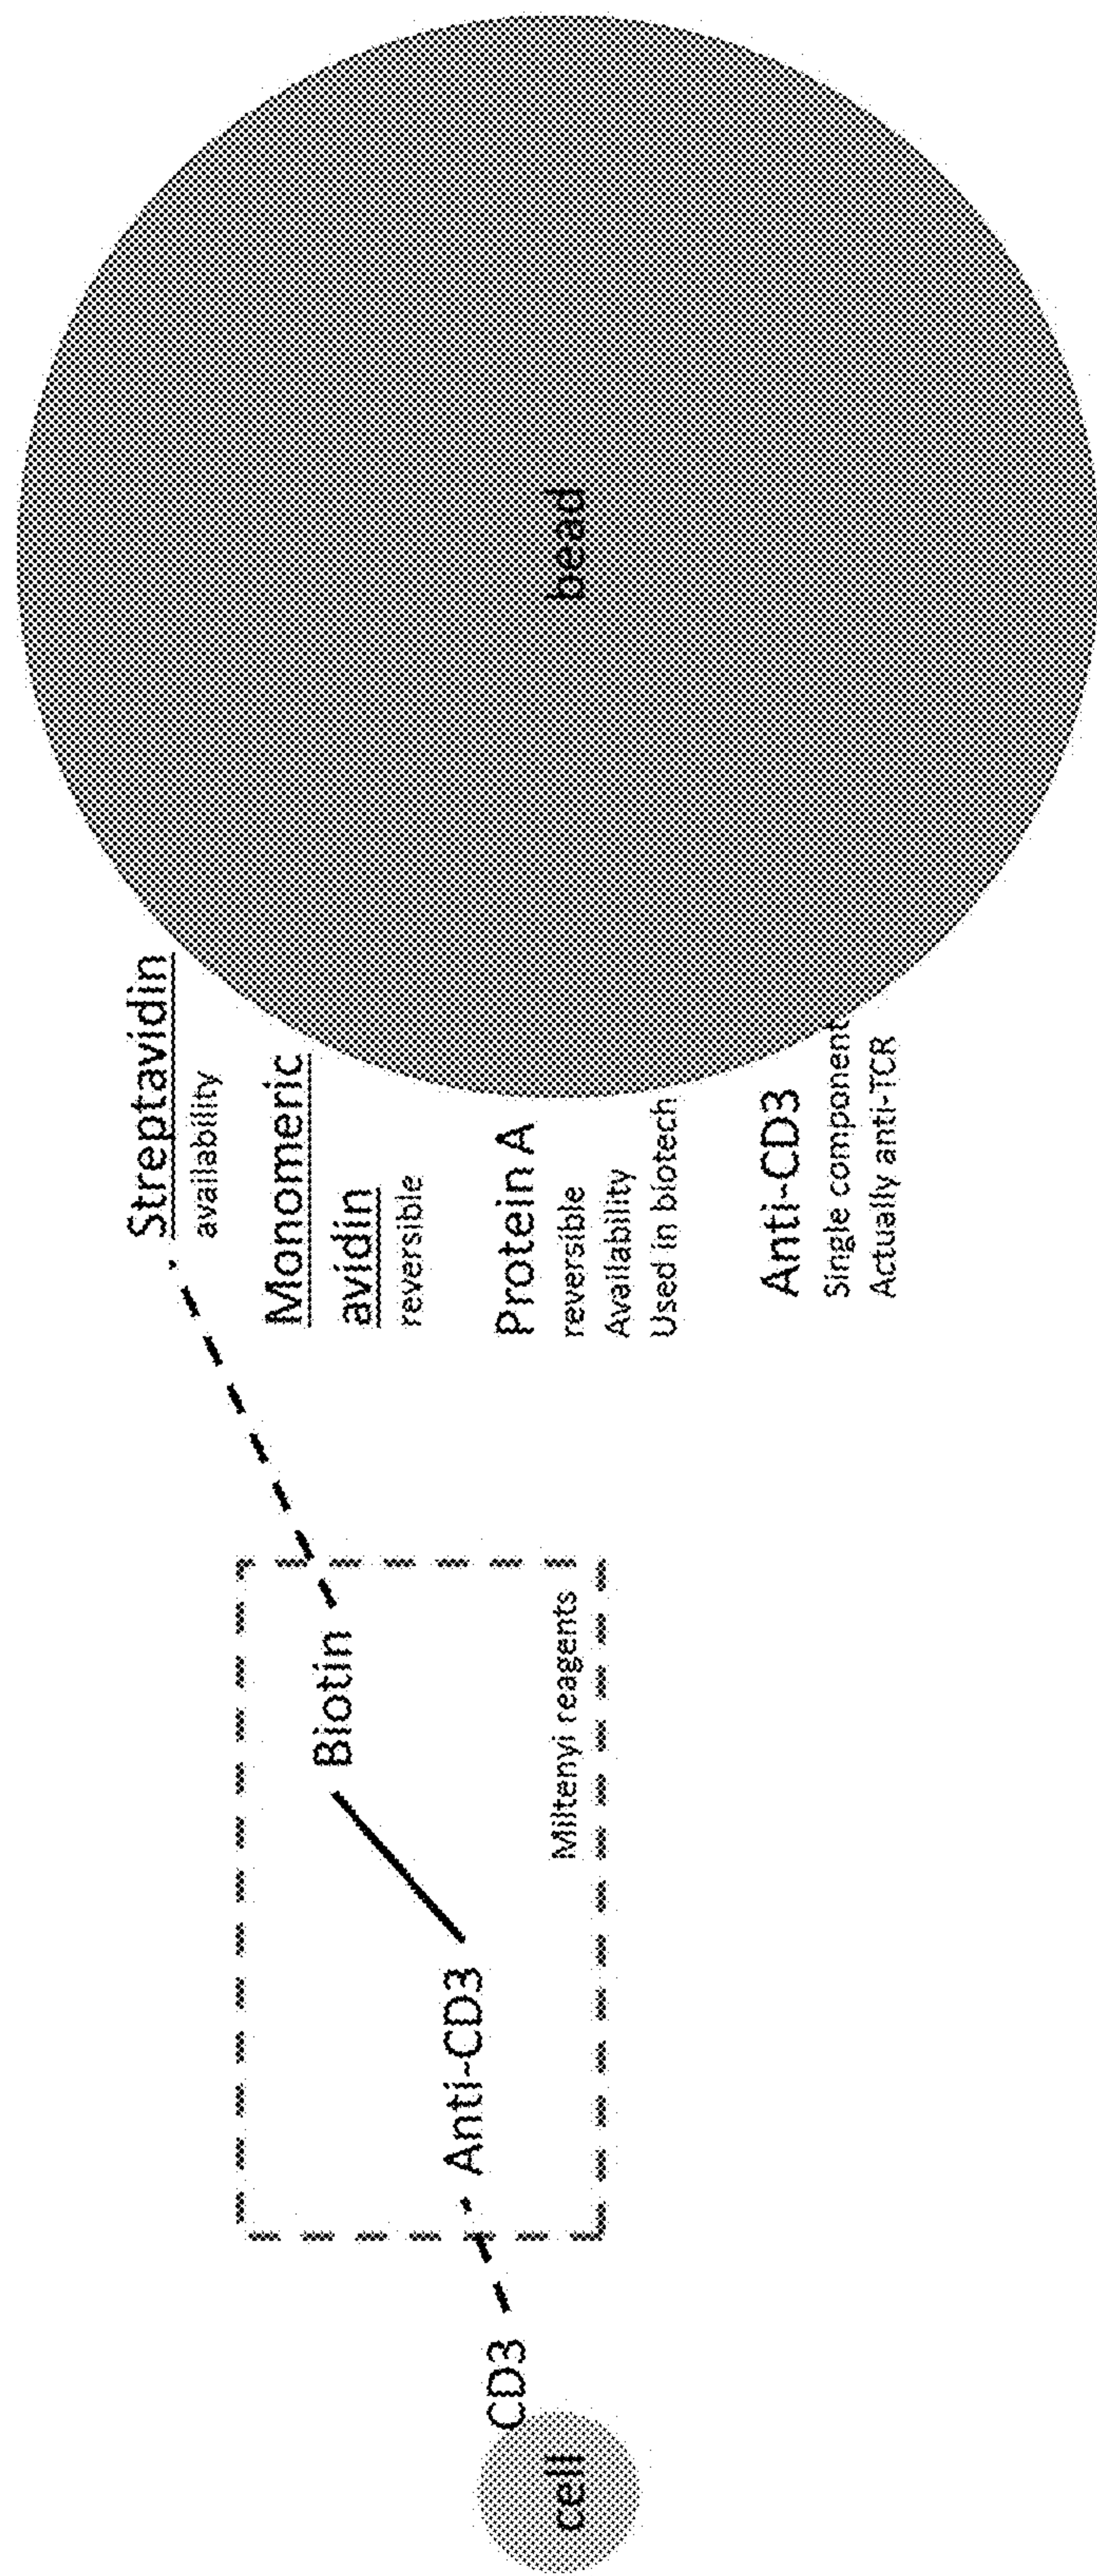 cell
CD3
Anti-CD3
Biotin
Miltenyi reagents
Streptavidin
availability
Monomeric
avidin
reversible
Protein A
reversible
Availability
Used in biotech
Anti-CD3
Single component
Actually anti-TCR
bead